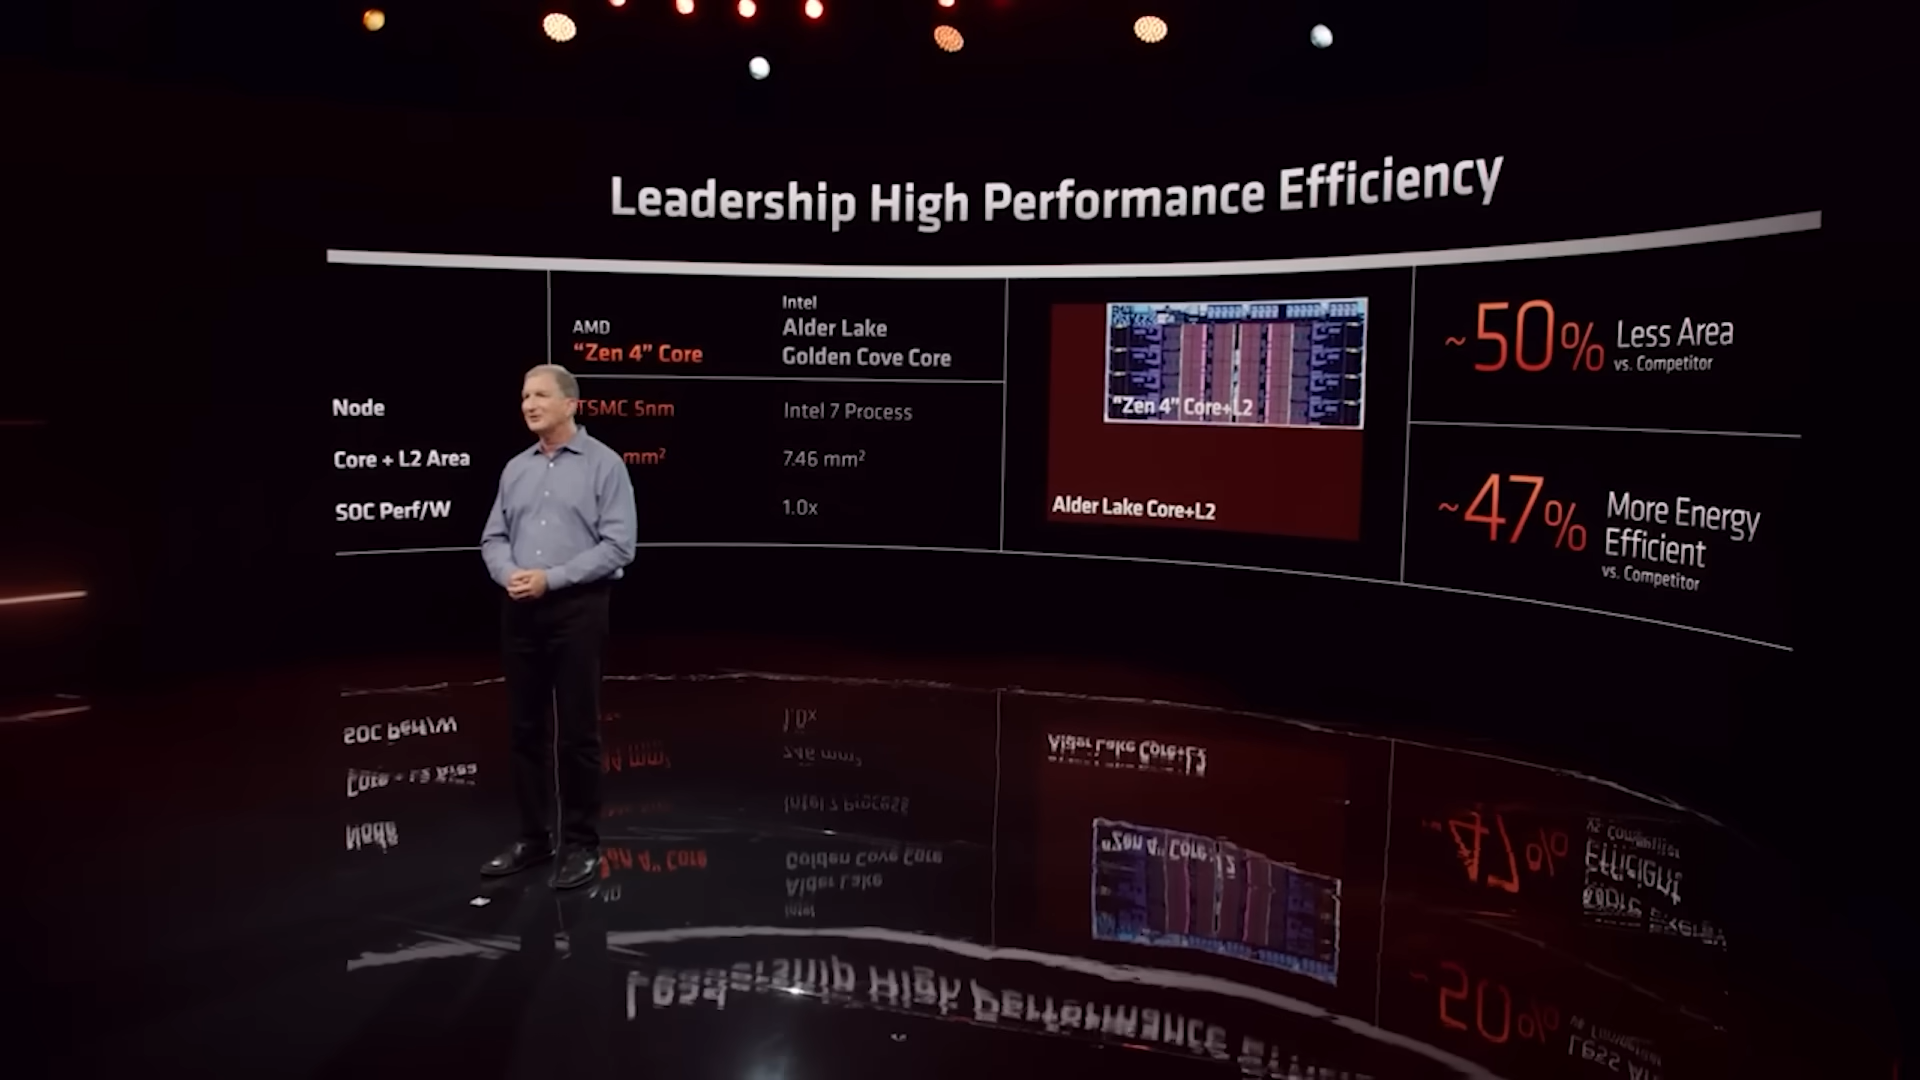 Leadership High Performance Efficiency
AMD
"Zen 4" Core
Intel
Alder Lake
Golden Cove Core
Node
TSMC 5nm
Intel 7 Process
Core + L2 Area
mm²
7.46 mm²
SOC Perf/W
1.0x
"Zen 4" Core+L2
Alder Lake Core+L2
~50% Less Area
vs. Competitor
~47% More Energy
Efficient
vs. Competitor